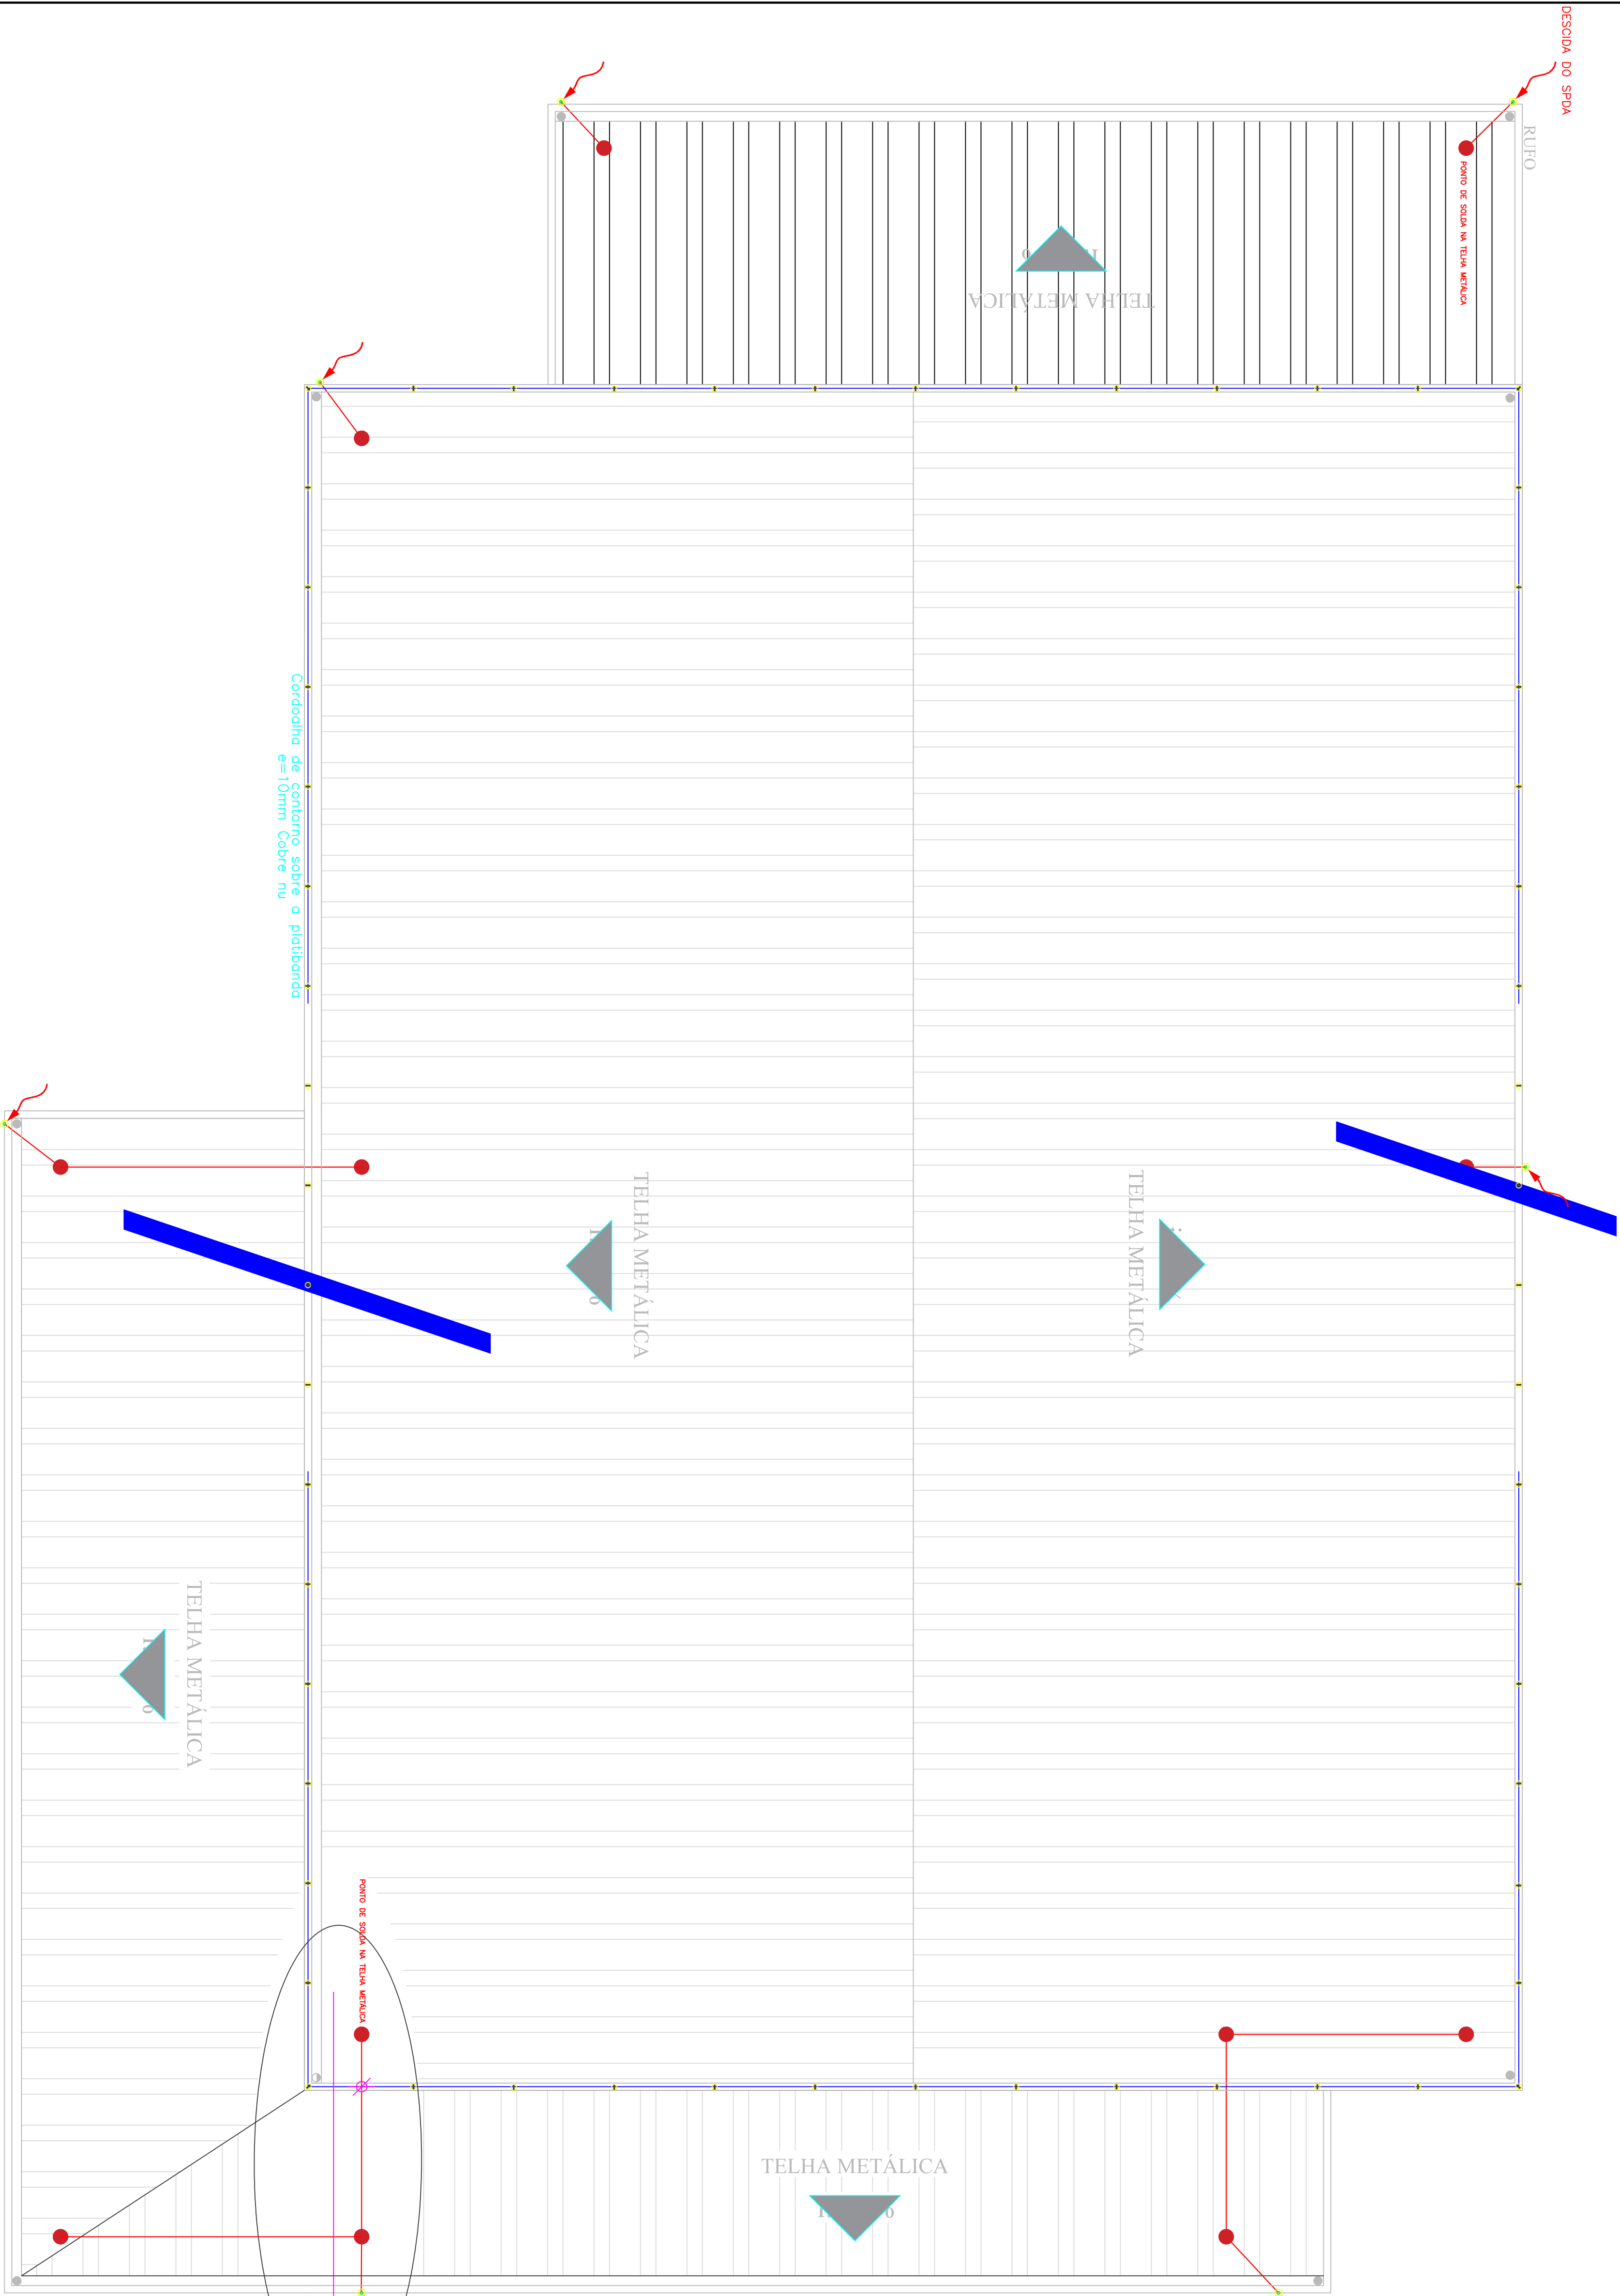 DESCIDA DO SPDA
RUFO
PONTO DE SOLDA NA TELHA METÁLICA
TELHA METÁLICA
Cordoalha de contorno sobre a platibanda
e=10mm Cobre nu
TELHA METÁLICA
TELHA METÁLICA
TELHA METÁLICA
PONTO DE SOLDA NA TELHA METÁLICA
TELHA METÁLICA